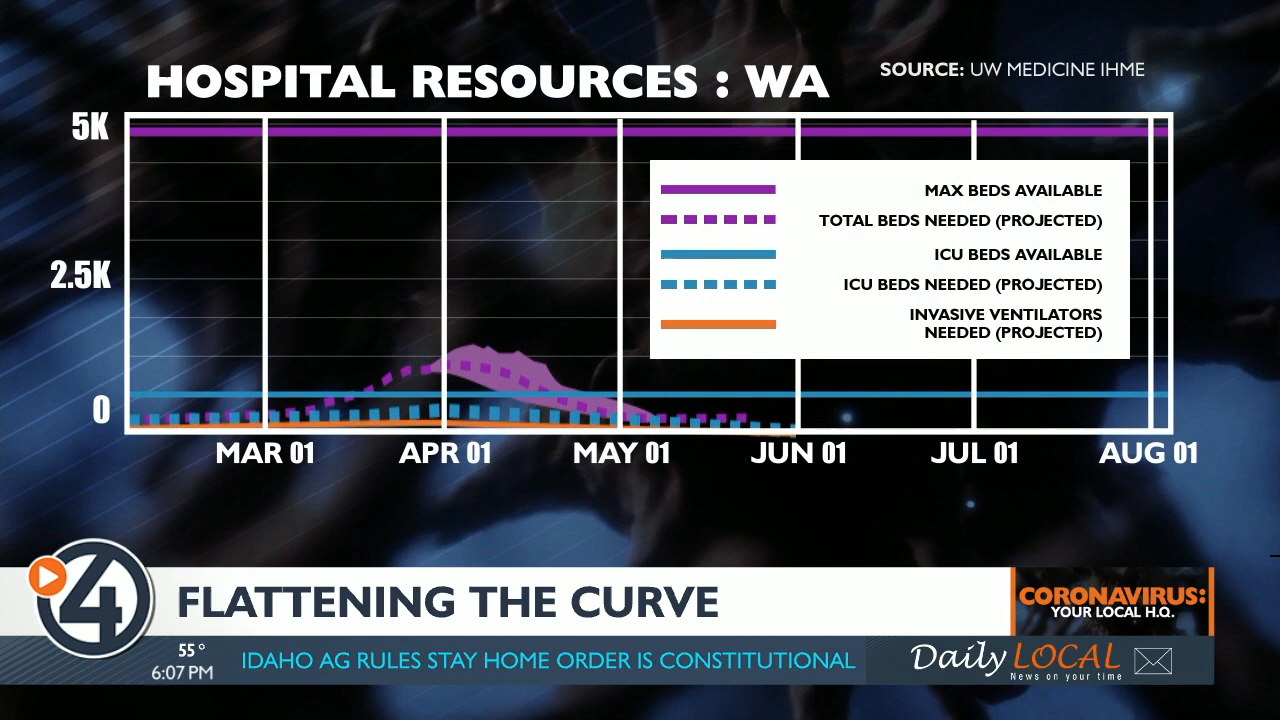 HOSPITAL RESOURCES : WA
SOURCE: UW MEDICINE IHME
5K
2.5K
0
MAX BEDS AVAILABLE
TOTAL BEDS NEEDED (PROJECTED)
ICU BEDS AVAILABLE
ICU BEDS NEEDED (PROJECTED)
INVASIVE VENTILATORS
NEEDED (PROJECTED)
MAR 01
APR 01
MAY 01
JUN 01
JUL 01
AUG 01
4
FLATTENING THE CURVE
CORONAVIRUS:
YOUR LOCAL H.Q.
55°
6:07 PM
IDAHO AG RULES STAY HOME ORDER IS CONSTITUTIONAL
Daily LOCAL
News on your time